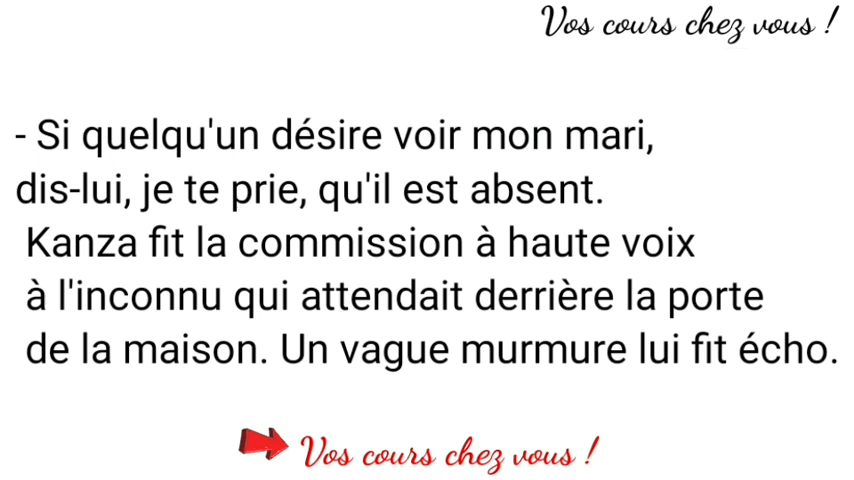 Vos cours chez vous !
- Si quelqu'un désire voir mon mari,
dis-lui, je te prie, qu'il est absent.
Kanza fit la commission à haute voix
à l'inconnu qui attendait derrière la porte
de la maison. Un vague murmure lui fit écho.
Vos cours chez vous !